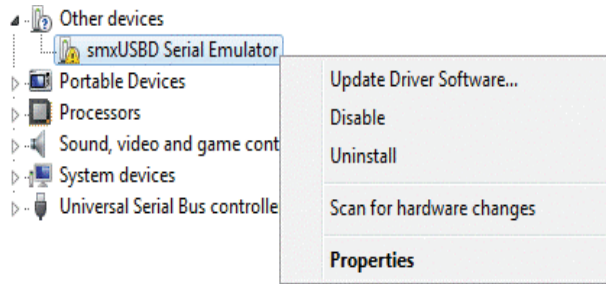 Other devices
smxUSBD Serial Emulator
Portable Devices
Processors
Sound, video and game cont
System devices
Universal Serial Bus controlle
Update Driver Software...
Disable
Uninstall
Scan for hardware changes
Properties